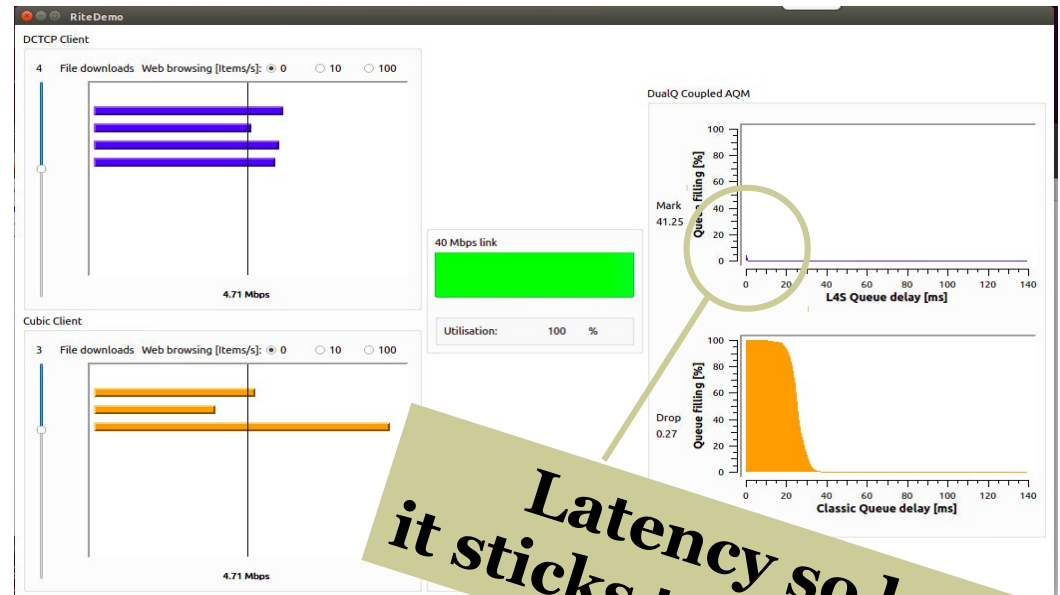 RiteDemo
DCTCP Client
4 File downloads Web browsing [Items/s]: 0 10 100
4.71 Mbps
Cubic Client
3 File downloads Web browsing [Items/s]: 0 10 100
4.71 Mbps
40 Mbps link
Utilisation: 100 %
DualQ Coupled AQM
Mark
41.25
Queue filling [%]
100
80
60
40
20
0
0 20 40 60 80 100 120 140
L4S Queue delay [ms]
Drop
0.27
Queue filling [%]
100
80
60
40
20
0
0 20 40 60 80 100 120 140
Classic Queue delay [ms]
Latency so
it sticks